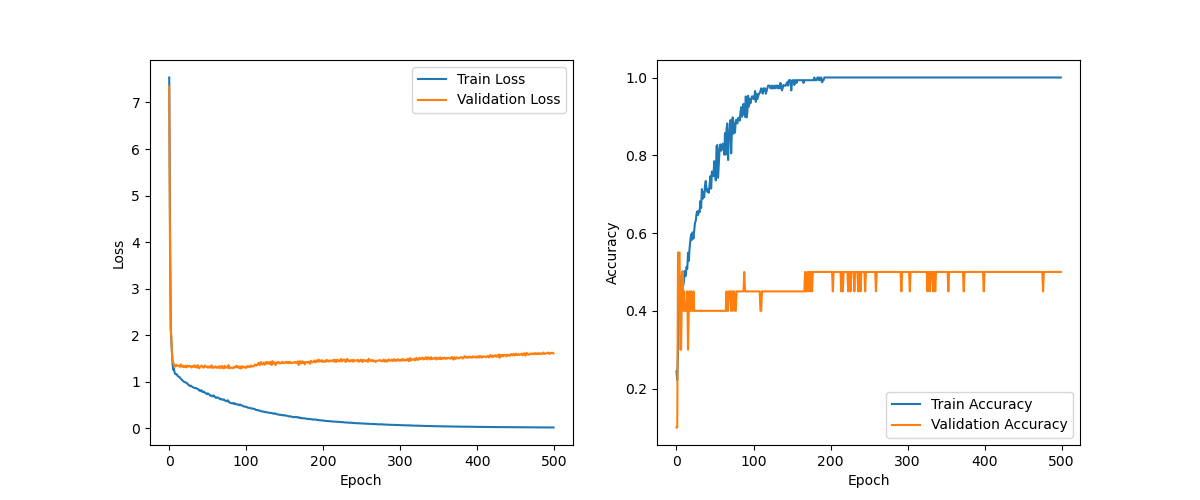 Train Loss
Validation Loss
7
6
5
4
3
2
1
0
Loss
0 100 200 300 400 500
Epoch
1.0
0.8
0.6
0.4
0.2
Accuracy
Train Accuracy
Validation Accuracy
0 100 200 300 400 500
Epoch